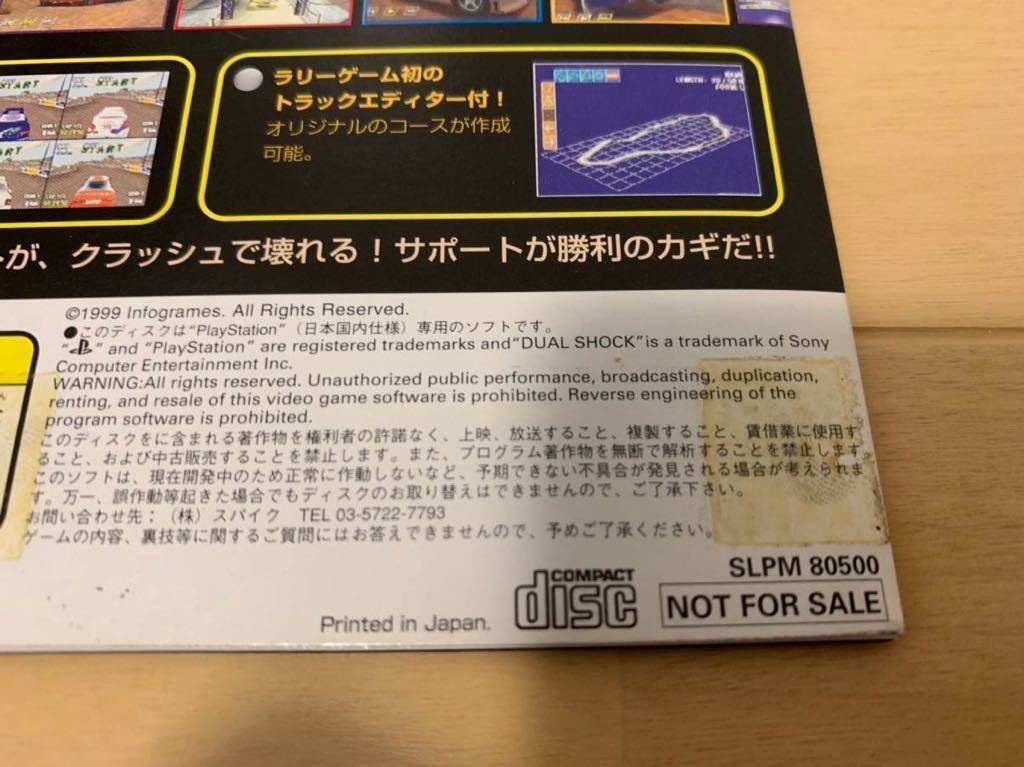 START
START
START
START
ラリーゲーム初の
トラックエディター付！
オリジナルのコースが作成
可能。
LENGTH:
が、クラッシュで壊れる！サポートが勝利のカギだ!!
©1999 Infogrames. All Rights Reserved.
●このディスクは“PlayStation”（日本国内仕様）専用のソフトです。
“ ” and “PlayStation” are registered trademarks and“DUAL SHOCK”is a trademark of Sony
Computer Entertainment Inc.
WARNING:All rights reserved. Unauthorized public performance, broadcasting, duplication,
renting, and resale of this video game software is prohibited. Reverse engineering of the
program software is prohibited.
このディスクをに含まれる著作物を権利者の許諾なく、上映、放送すること、複製すること、賃借業に使用す
ること、および中古販売することを禁止します。また、プログラム著作物を無断で解析することを禁止します。
このソフトは、現在開発中のため正常に作動しないなど、予期できない不具合が発見される場合が考えられま
す。万一、誤作動等起きた場合でもディスクのお取り替えはできませんので、ご了承下さい。
お問い合わせ先：（株）スパイク TEL 03-5722-7793
ゲームの内容、裏技等に関するご質問にはお答えできませんので、予めご了承ください。
SLPM 80500
COMPACT
disc
NOT FOR SALE
Printed in Japan.